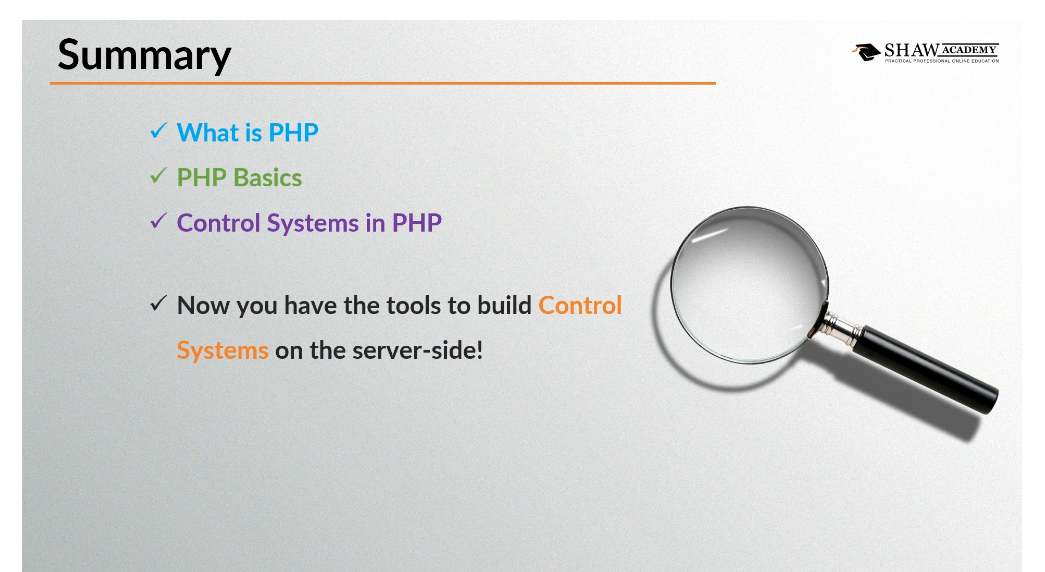 Summary
SHAW ACADEMY
PRACTICAL PROFESSIONAL ONLINE EDUCATION
✓ What is PHP
✓ PHP Basics
✓ Control Systems in PHP
✓ Now you have the tools to build Control
Systems on the server-side!